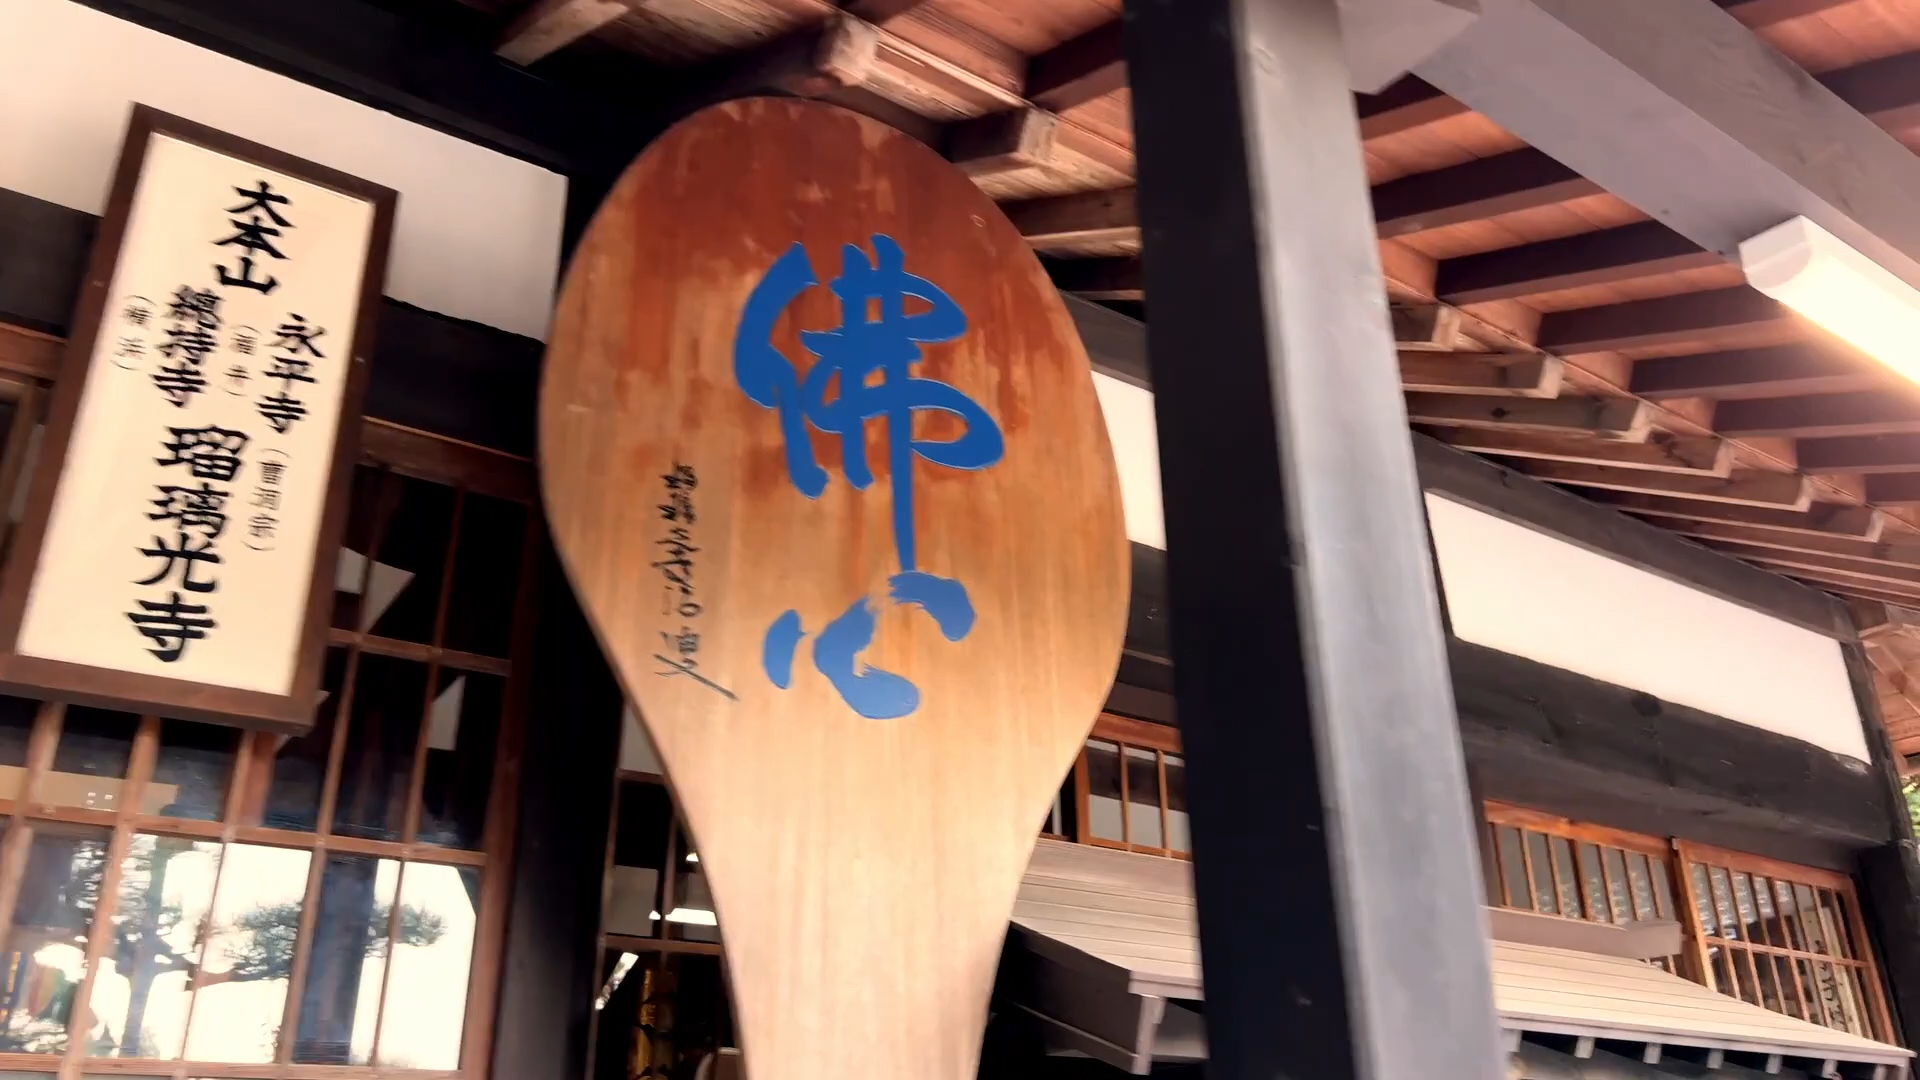 大本山
永平寺
(福井)
總持寺
(横浜)
(曹洞宗)
瑠璃光寺
佛心